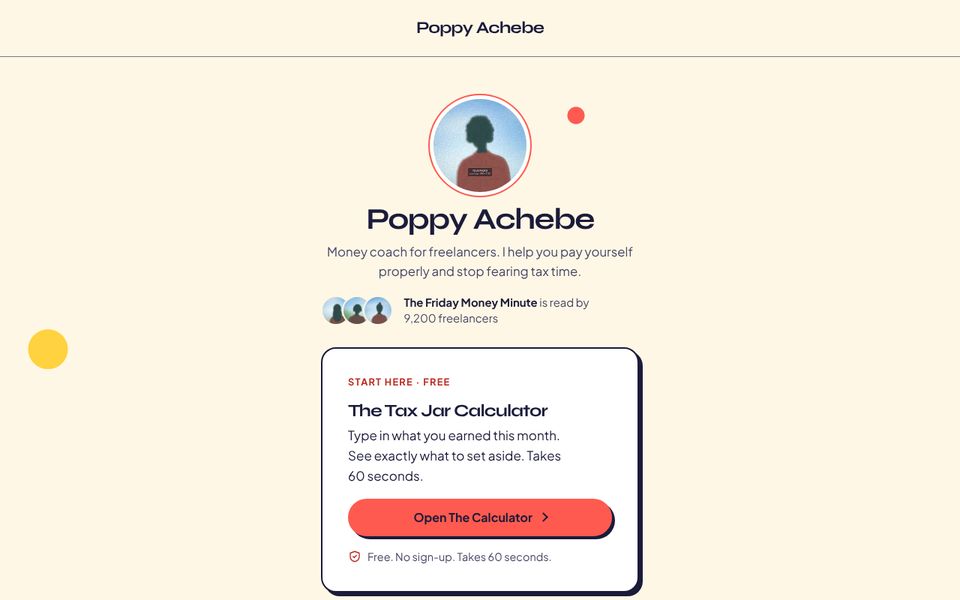 Poppy Achebe
Poppy Achebe
Money coach for freelancers. I help you pay yourself
properly and stop fearing tax time.
The Friday Money Minute is read by
9,200 freelancers
START HERE · FREE
The Tax Jar Calculator
Type in what you earned this month.
See exactly what to set aside. Takes
60 seconds.
Open The Calculator
Free. No sign-up. Takes 60 seconds.